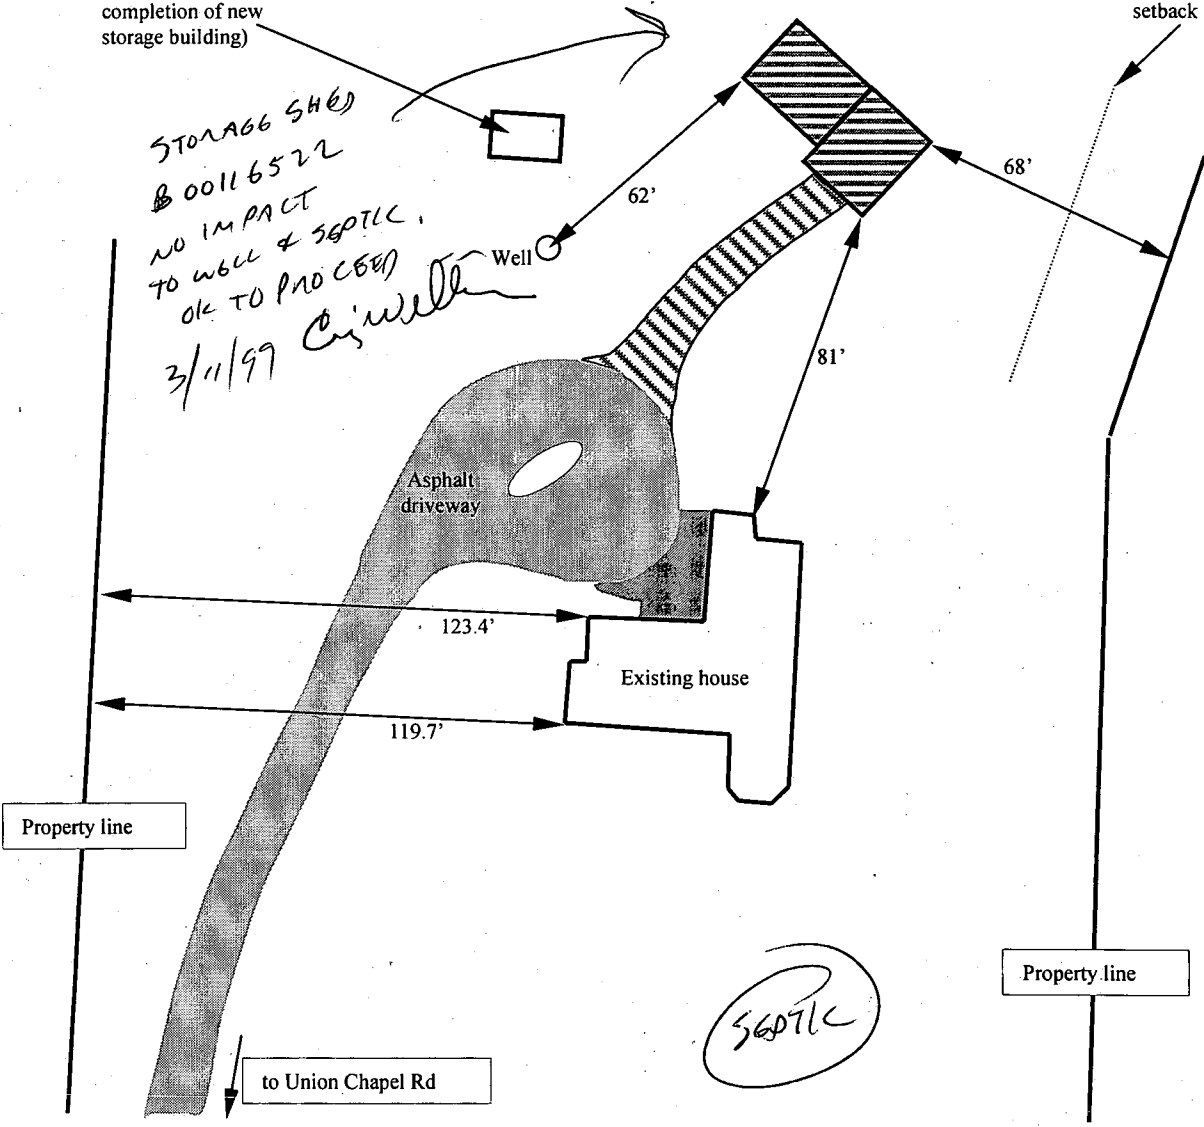 completion of new
storage building)
setback
STORAGE SHED
B 00116522
NO IMPACT
TO WELL & SEPTIC.
OK TO PROCEED
3/11/99
62'
68'
Well
81'
Asphalt
driveway
123.4'
Existing house
119.7'
Property line
Property line
SEPTIC
to Union Chapel Rd